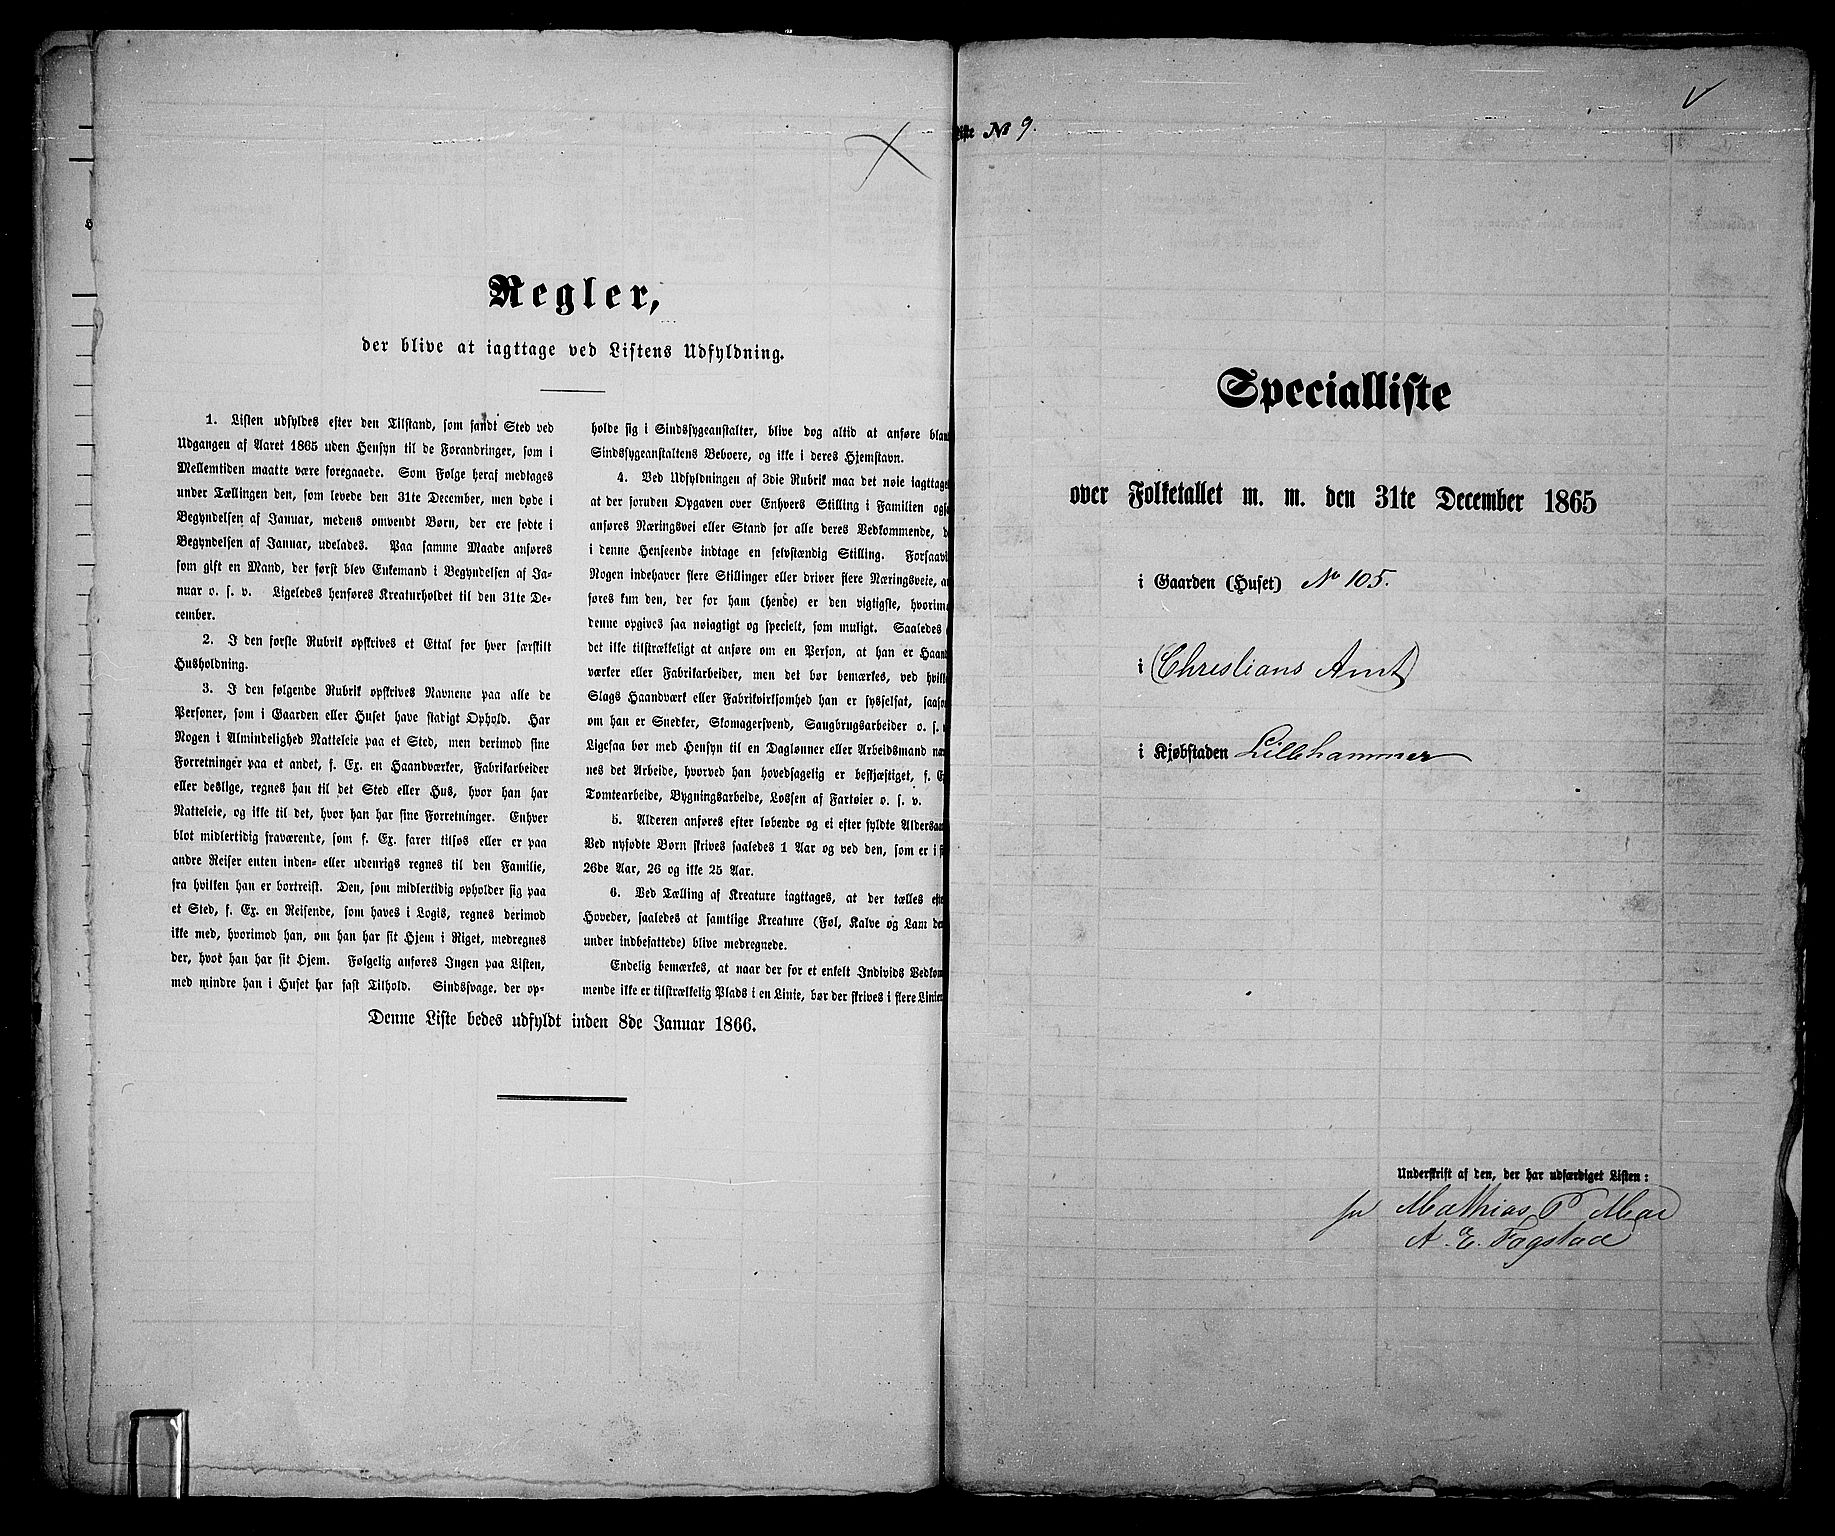 Regler,
der blive at iagttage ved Listens Udfyldning.
1. Listen udfyldes efter den Tilstand, som fandt Sted ved
Udgangen af Aaret 1865 uden Hensyn til de Forandringer, som i
Mellemtiden maatte være foregaaede. Som Følge heraf medtages
under Tællingen den, som levede den 31te December, men døde i
Begyndelsen af Januar, medens omvendt Børn, der ere fødte i
Begyndelsen af Januar, udelades. Paa samme Maade anføres
som gift en Mand, der først blev Enkemand i Begyndelsen af Ja-
nuar o. s. v. Ligeledes henføres Kreaturholdet til den 31te De-
cember.
2. I den første Rubrik opskrives et Ettal for hver særskilt
Husholdning.
3. I den følgende Rubrik opskrives Navnene paa alle de
Personer, som i Gaarden eller Huset have stadigt Ophold. Har
Nogen i Almindelighed Natteleie paa et Sted, men derimod sine
Forretninger paa et andet, f. Ex. en Haandværker, Fabrikarbeider
eller deslige, regnes han til det Sted eller Hus, hvor han har
Natteleie, og ikke til det, hvor han har sine Forretninger. Enhver
blot midlertidig fraværende, som f. Ex. farer tilsøs eller er paa
andre Reiser enten inden- eller udenrigs regnes til den Familie,
fra hvilken han er bortreist. Den, som midlertidig opholder sig paa
et Sted, f. Ex. en Reisende, som haves i Logis, regnes derimod
ikke med, hvorimod han, om han har sit Hjem i Riget, medregnes
der, hvor han har sit Hjem. Følgelig anføres Ingen paa Listen,
med mindre han i Huset har fast Tilhold. Sindssvage, der op-
holde sig i Sindssygeanstalter, blive dog altid at anføre blan
Sindssygeanstaltens Beboere, og ikke i deres Hjemstavn.
4. Ved Udfyldningen af 3die Rubrik maa det nøie iagttage
at der foruden Opgaven over Enhvers Stilling i Familien ogs
anføres Næringsvei eller Stand for alle deres Vedkommende, d
i denne Henseende indtage en selvstændig Stilling. Forsaavi
Nogen indehaver flere Stillinger eller driver flere Næringsveie, a
føres kun den, der for ham (hende) er den vigtigste, hvorim
denne opgives saa nøiagtigt og specielt, som muligt. Saaledes
det ikke tilstrækkeligt at anføre om en Person, at han er Haan
værker eller Fabrikarbeider, men det bør bemærkes, ved hvil
Slags Haandværk eller Fabrikvirksomhed han er sysselsat, saaso
om han er Snedker, Skomagersvend, Saugbrugsarbeider o. s.
Ligesaa bør med Hensyn til en Daglønner eller Arbeidsmand næ
nes det Arbeide, hvorved han hovedsagelig er beskjæftiget, f. E
Tomtearbeide, Bygningsarbeide, Lossen af Fartøier o. s. v.
5. Alderen anføres efter løbende og ei efter fyldte Aldersaa
Ved nyfødte Børn skrives saaledes 1 Aar og ved den, som er i s
26de Aar, 26 og ikke 25 Aar.
6. Ved Tælling af Kreature iagttages, at der tælles eft
Hoveder, saaledes at samtlige Kreature (Føl, Kalve og Lam de
under indbefattede) blive medregnede.
Endelig bemærkes, at naar der for et enkelt Individs Vedkom
mende ikke er tilstrækkelig Plads i en Linie, bør der skrives i flere Linie
Denne Liste bedes udfyldt inden 8de Januar 1866.
Liste № 9.
Specialliste
over Folketallet m. m. den 31te December 1865
i Gaarden (Huset) No 105.
i Christians Amt
i Kjøbstaden Lillehammer
Underskrift af den, der har udfærdiget Listen:
for Mathias P
A. E. Fagstad